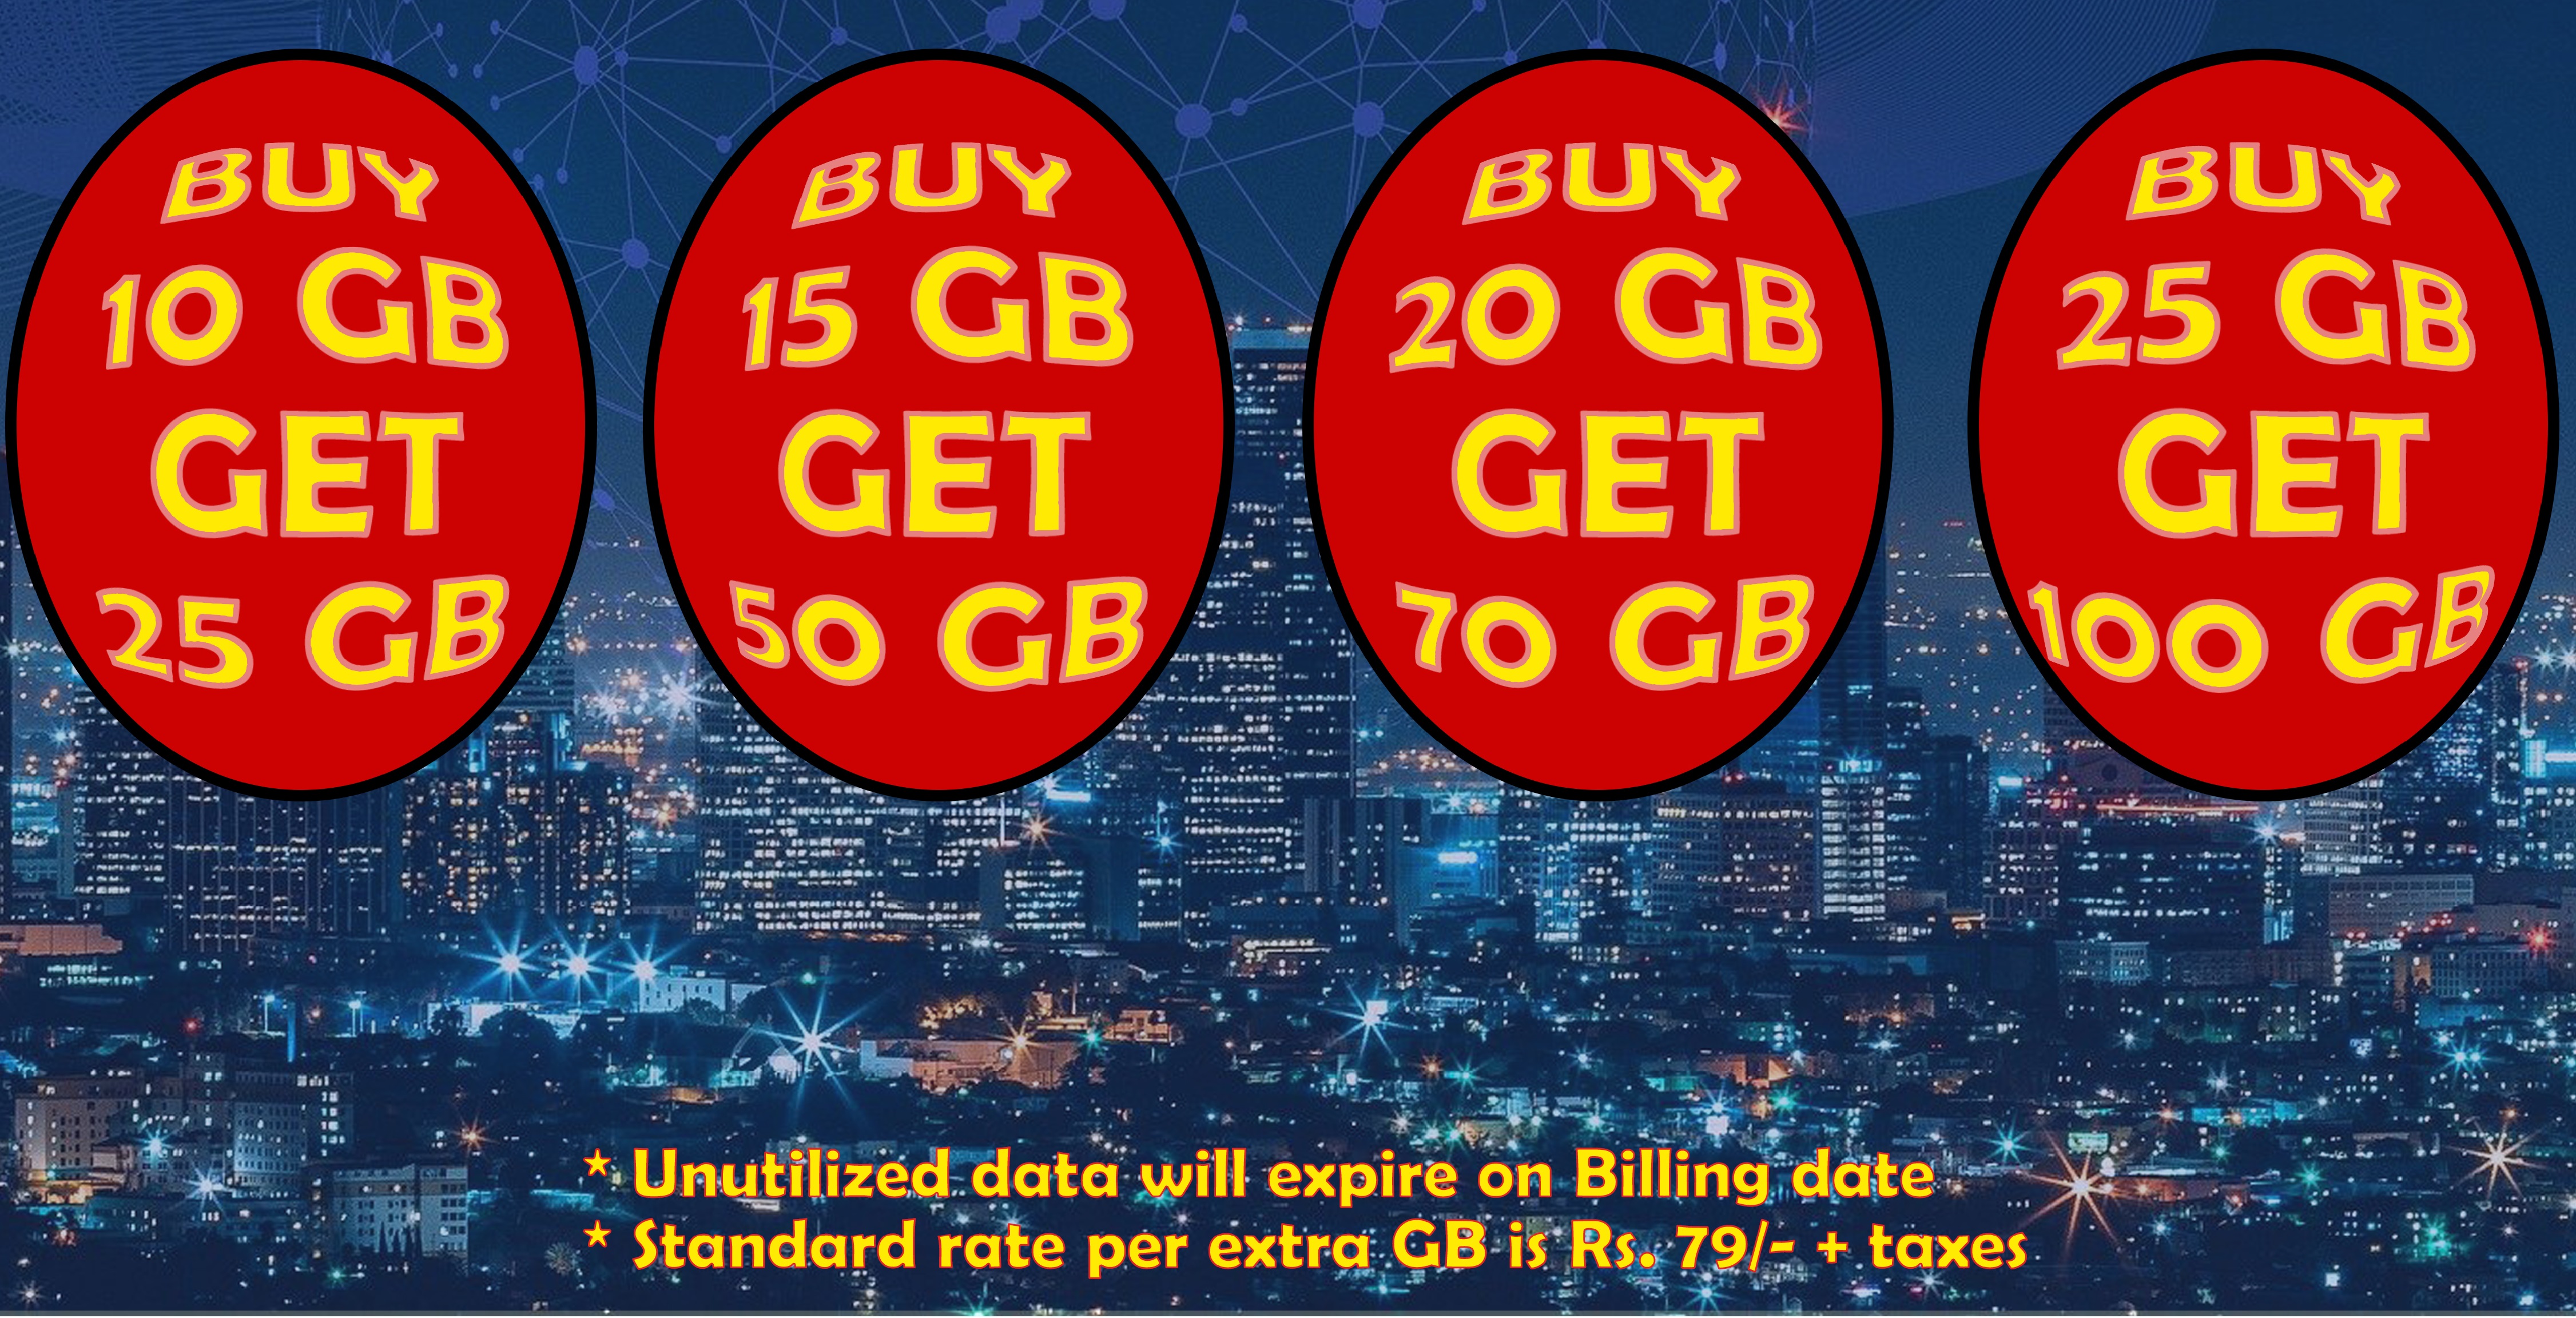 BUY
10 GB
GET
25 GB
BUY
15 GB
GET
50 GB
BUY
20 GB
GET
70 GB
BUY
25 GB
GET
100 GB
* Unutilized data will expire on Billing date
* Standard rate per extra GB is Rs. 79/- + taxes